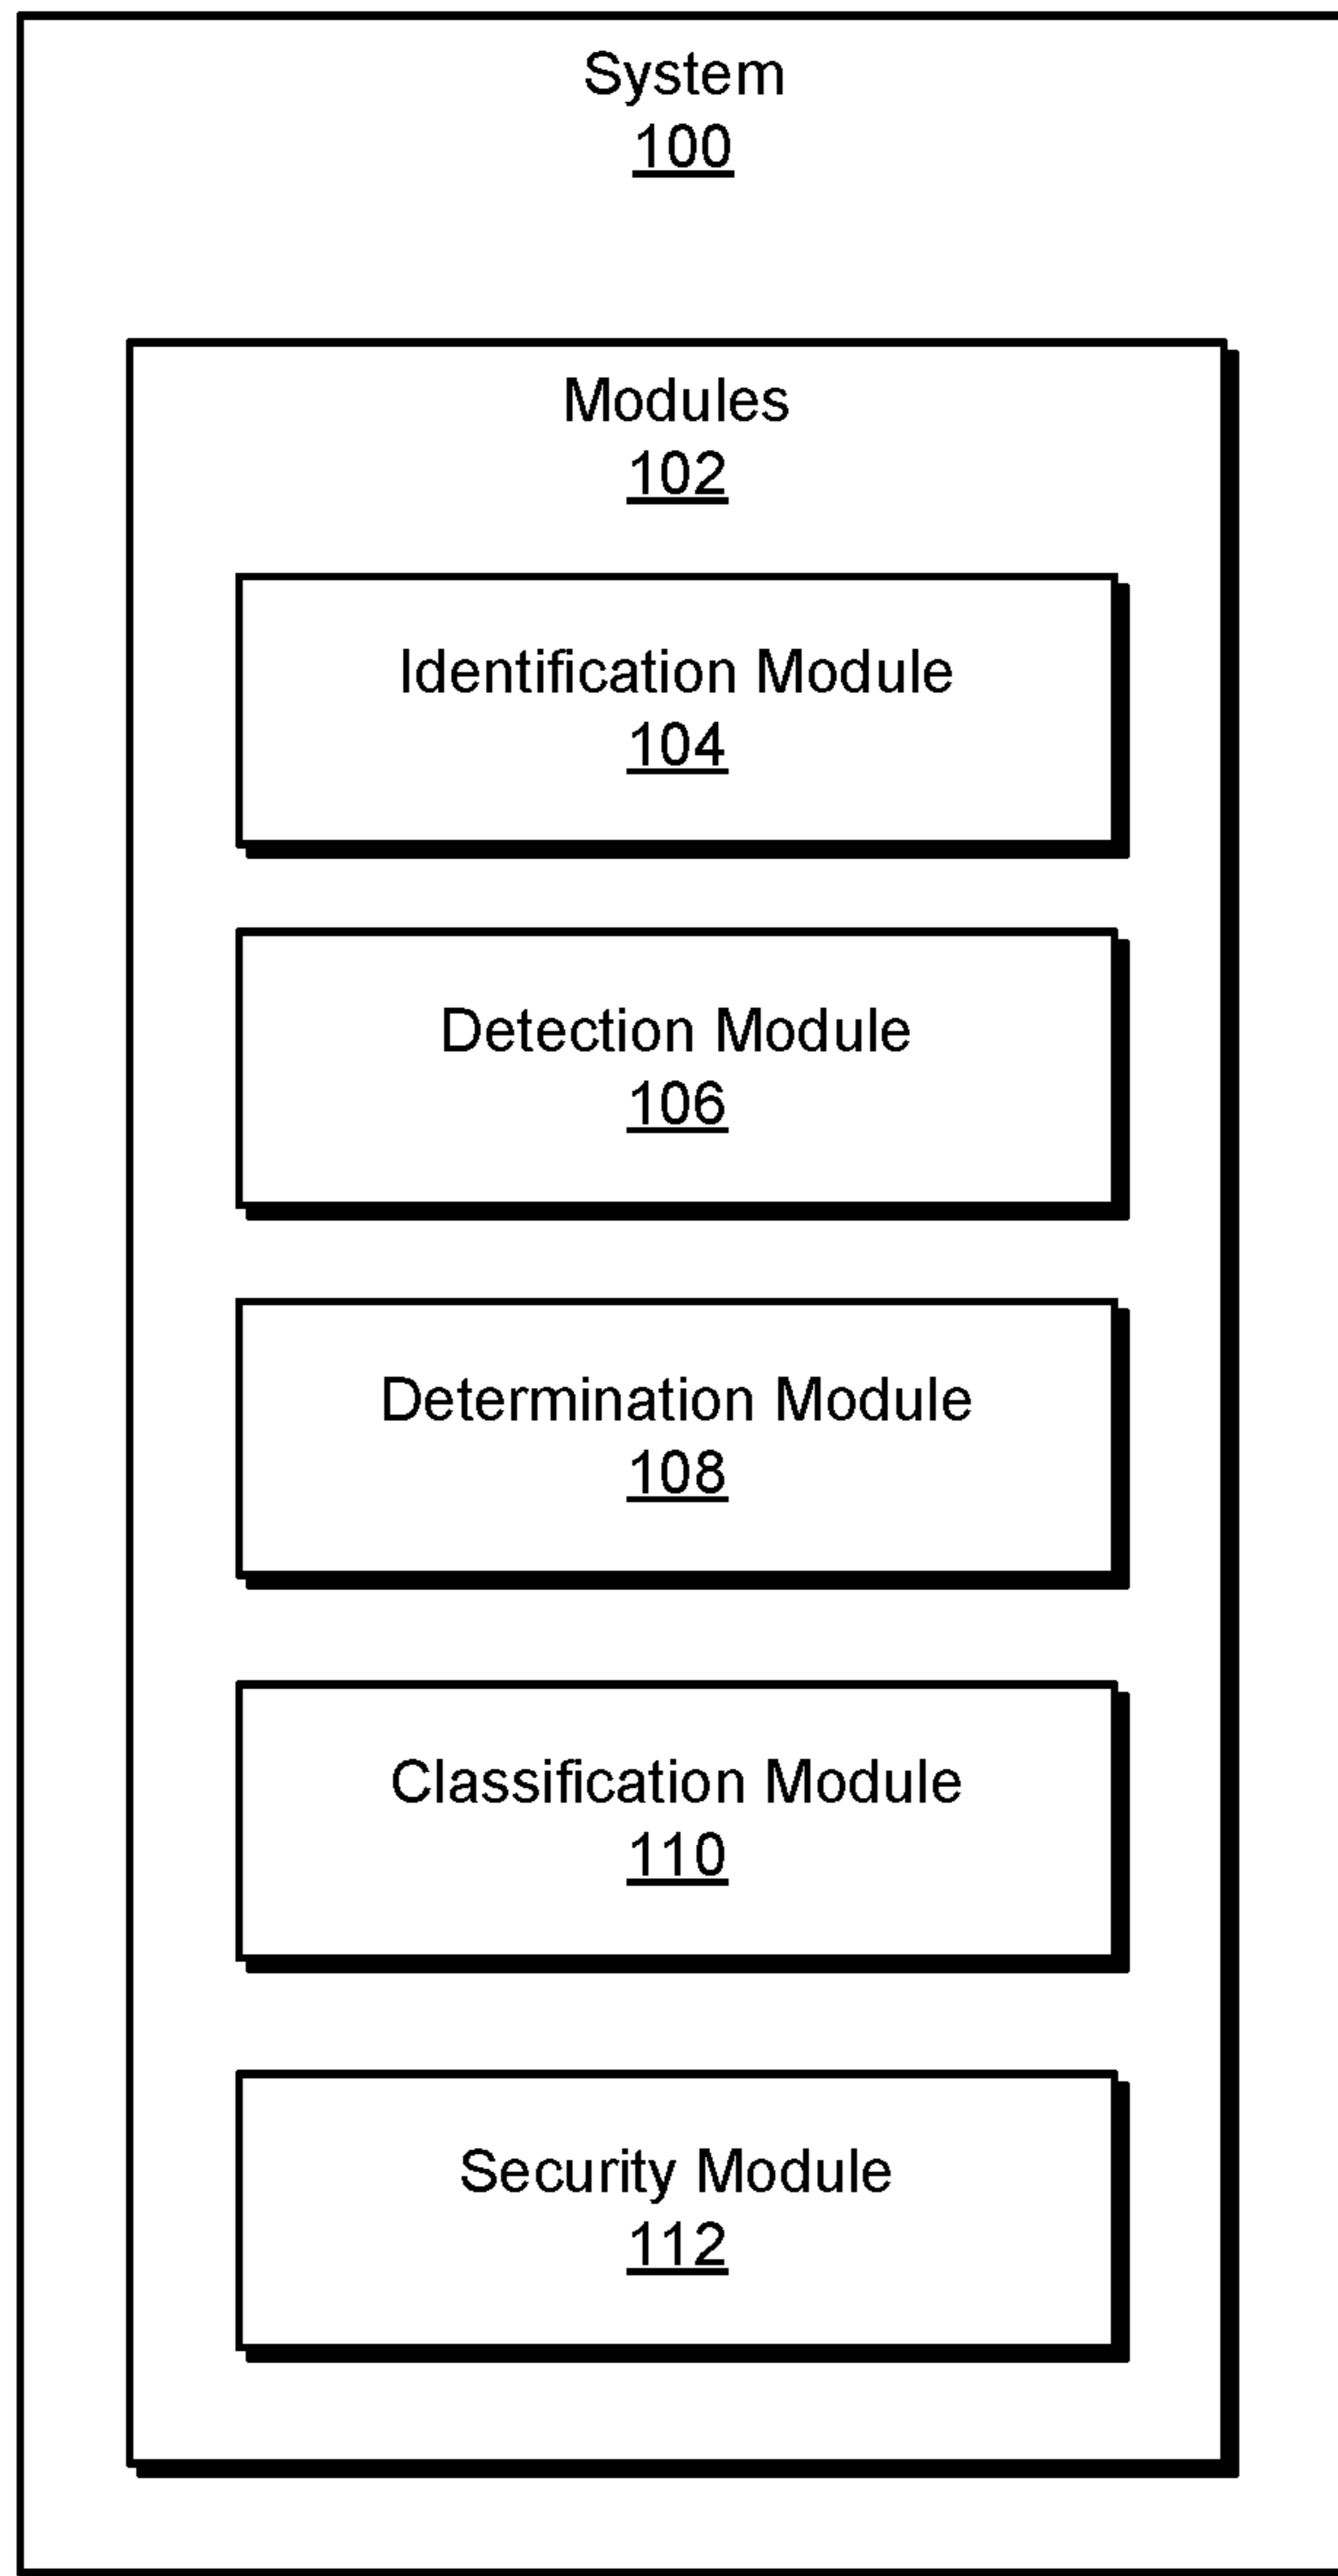 System
100
Modules
102
Identification Module
104
Detection Module
106
Determination Module
108
Classification Module
110
Security Module
112